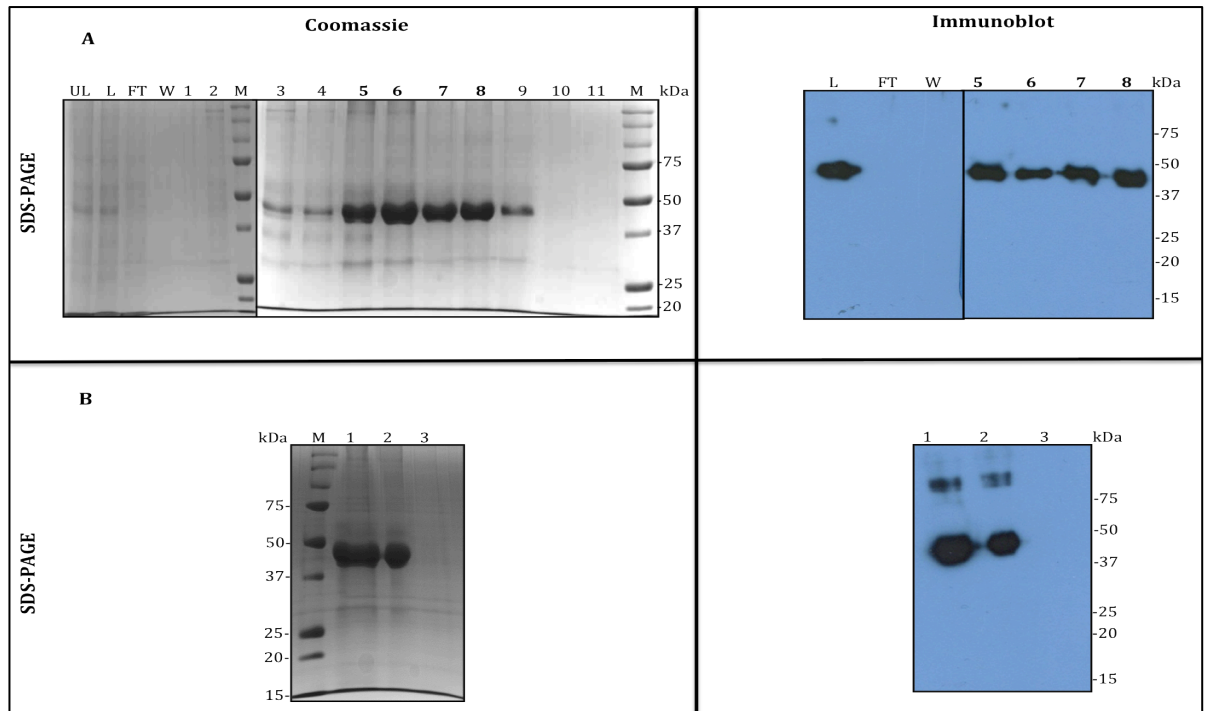 Coomassie
Immunoblot
A
SDS-PAGE
UL L FT W 1 2 M 3 4 5 6 7 8 9 10 11 M kDa
-75
-50
-37
-25
-20
L FT W 5 6 7 8 kDa
-75
-50
-37
-25
-20
-15
B
SDS-PAGE
kDa M 1 2 3
75-
50-
37-
25-
20-
15-
1 2 3 kDa
-75
-50
-37
-25
-20
-15